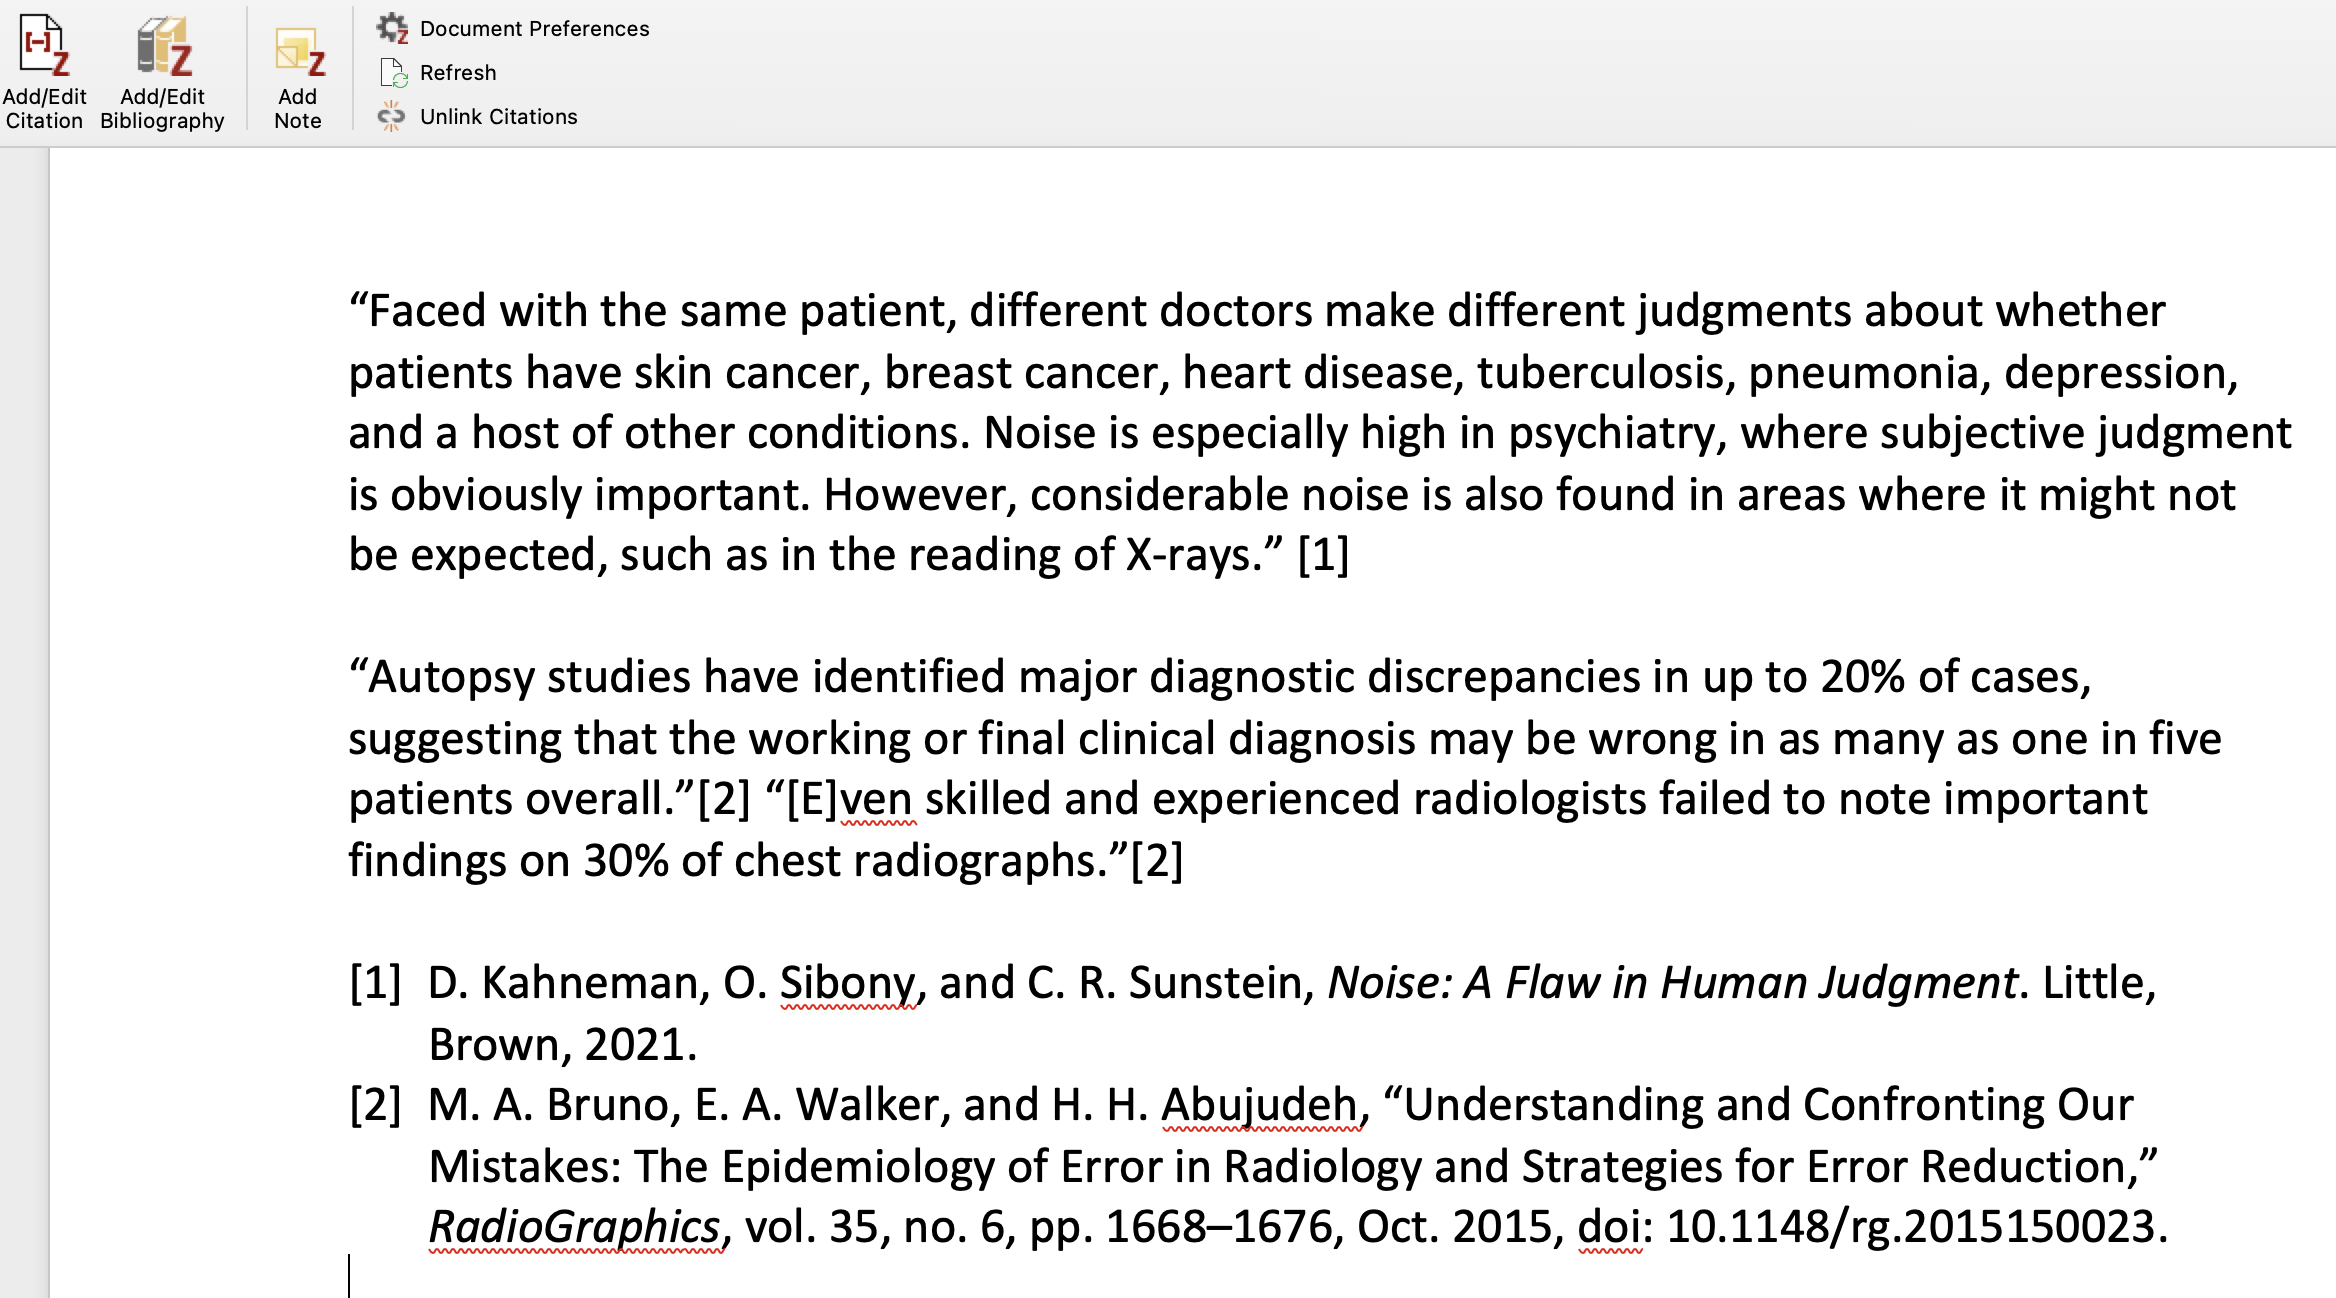 Add/Edit Citation
Add/Edit Bibliography
Add Note
Document Preferences
Refresh
Unlink Citations
“Faced with the same patient, different doctors make different judgments about whether
patients have skin cancer, breast cancer, heart disease, tuberculosis, pneumonia, depression,
and a host of other conditions. Noise is especially high in psychiatry, where subjective judgment
is obviously important. However, considerable noise is also found in areas where it might not
be expected, such as in the reading of X-rays.” [1]
“Autopsy studies have identified major diagnostic discrepancies in up to 20% of cases,
suggesting that the working or final clinical diagnosis may be wrong in as many as one in five
patients overall.”[2] “[E]ven skilled and experienced radiologists failed to note important
findings on 30% of chest radiographs.”[2]
[1] D. Kahneman, O. Sibony, and C. R. Sunstein, Noise: A Flaw in Human Judgment. Little,
Brown, 2021.
[2] M. A. Bruno, E. A. Walker, and H. H. Abujudeh, “Understanding and Confronting Our
Mistakes: The Epidemiology of Error in Radiology and Strategies for Error Reduction,”
RadioGraphics, vol. 35, no. 6, pp. 1668–1676, Oct. 2015, doi: 10.1148/rg.2015150023.